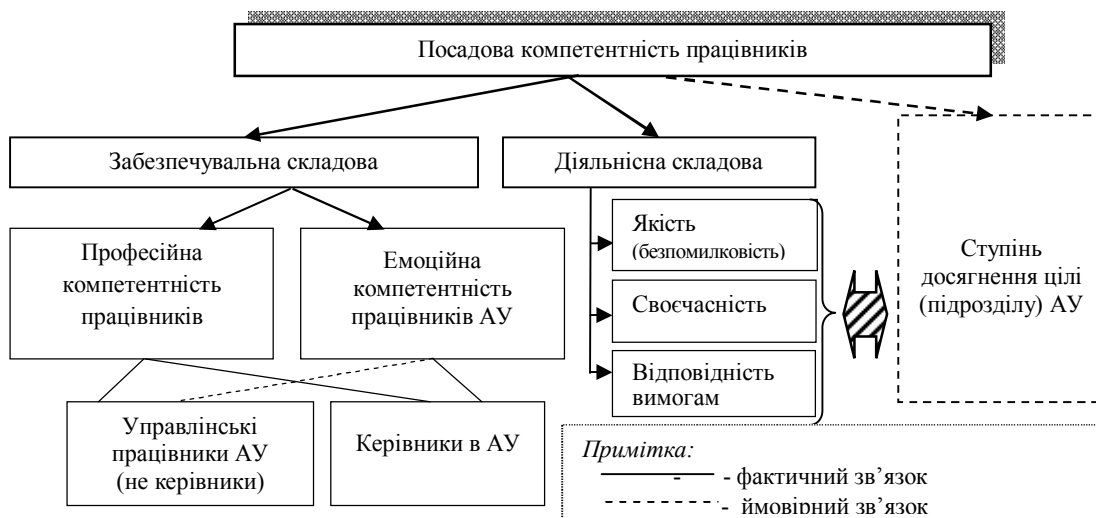 Посадова компетентність працівників
Забезпечувальна складова
Діяльнісна складова
Професійна
компетентність
працівників
Емоційна
компетентність
працівників АУ
Якість
(безпомилковість)
Своєчасність
Відповідність
вимогам
Ступінь
досягнення цілі
(підрозділу) АУ
Управлінські
працівники АУ
(не керівники)
Керівники в АУ
Примітка:
- - фактичний зв’язок
- ймовірний зв’язок